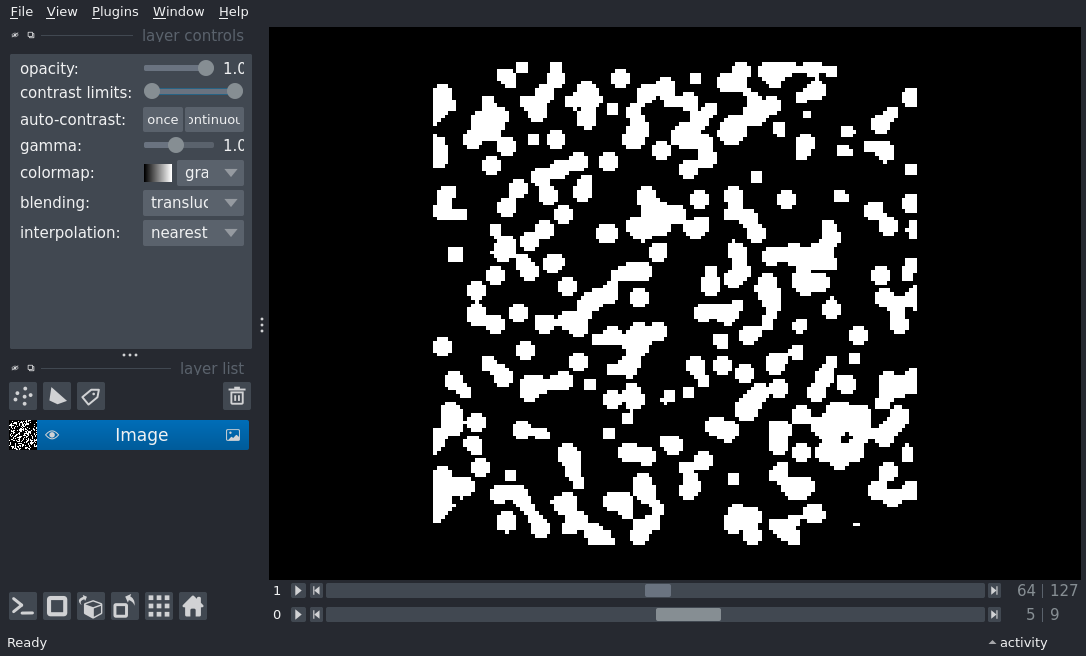 File View Plugins Window Help
layer controls
opacity: 1.0
contrast limits:
auto-contrast: once ontinuou
gamma: 1.0
colormap: gra
blending: transluc
interpolation: nearest
layer list
Image
1 64 | 127
0 5 | 9
Ready activity